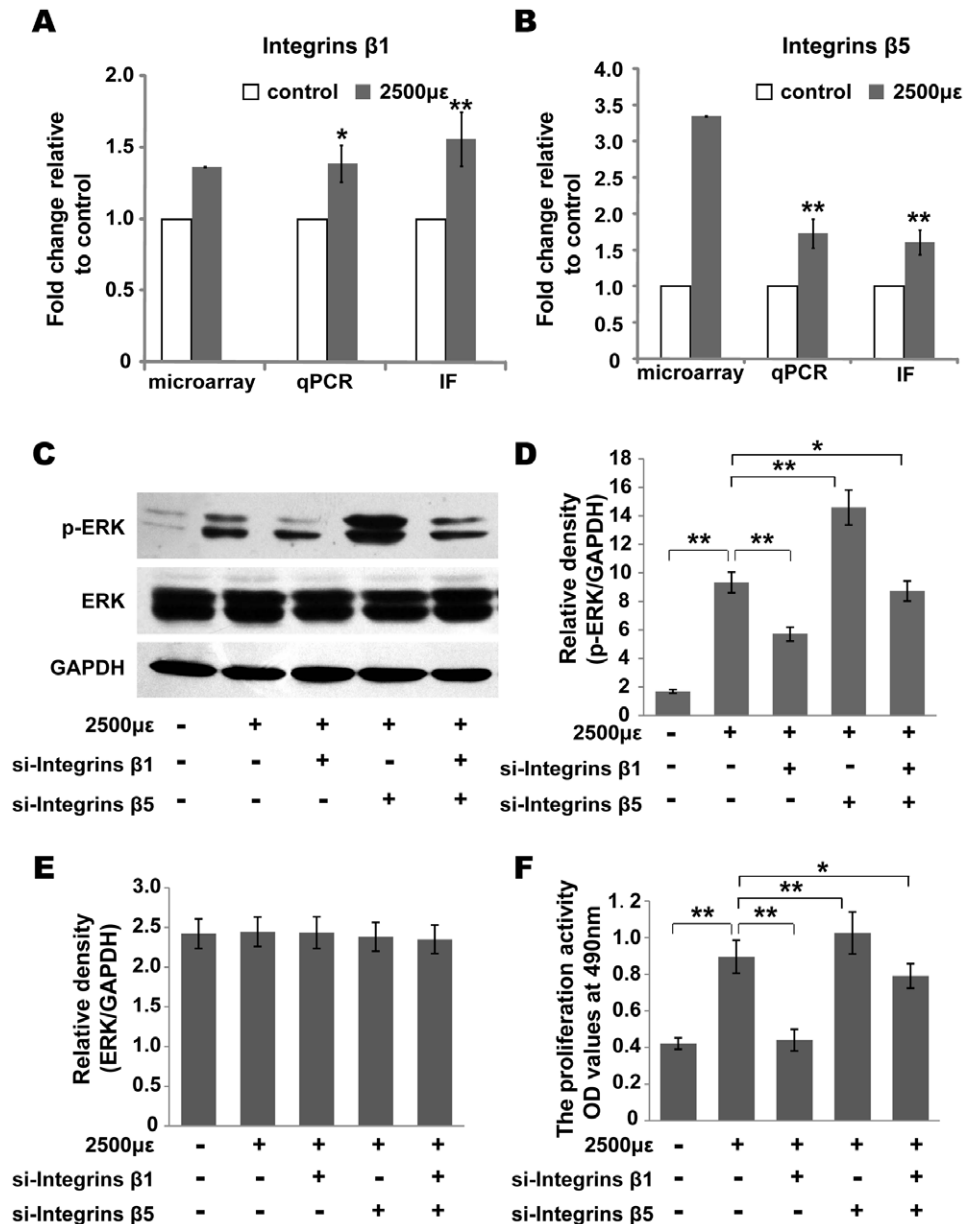 A
Integrins β1
Fold change relative
to control
2.0
1.5
1.0
0.5
0
control
2500με
*
**
microarray
qPCR
IF
B
Integrins β5
Fold change relative
to control
4.0
3.5
3.0
2.5
2.0
1.5
1.0
0.5
0
control
2500με
**
**
microarray
qPCR
IF
C
p-ERK
ERK
GAPDH
2500με - + + + +
si-Integrins β1 - - + - +
si-Integrins β5 - - - + +
D
Relative density
(p-ERK/GAPDH)
18
16
14
12
10
8
6
4
2
0
*
**
** **
2500με - + + + +
si-Integrins β1 - - + - +
si-Integrins β5 - - - + +
E
Relative density
(ERK/GAPDH)
3.0
2.5
2.0
1.5
1.0
0.5
0
2500με - + + + +
si-Integrins β1 - - + - +
si-Integrins β5 - - - + +
F
The proliferation activity
OD values at 490nm
1.2
1.0
0.8
0.6
0.4
0.2
0
*
**
** **
2500με - + + + +
si-Integrins β1 - - + - +
si-Integrins β5 - - - + +